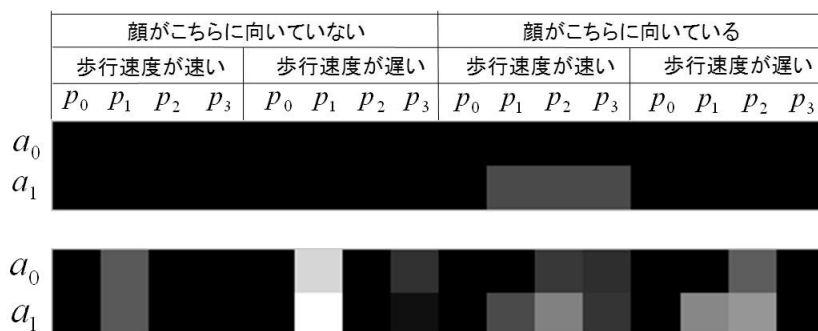 顔がこちらに向いていない 顔がこちらに向いている
歩行速度が速い 歩行速度が遅い 歩行速度が速い 歩行速度が遅い
p₀ p₁ p₂ p₃ p₀ p₁ p₂ p₃ p₀ p₁ p₂ p₃ p₀ p₁ p₂ p₃
a₀
a₁
a₀
a₁